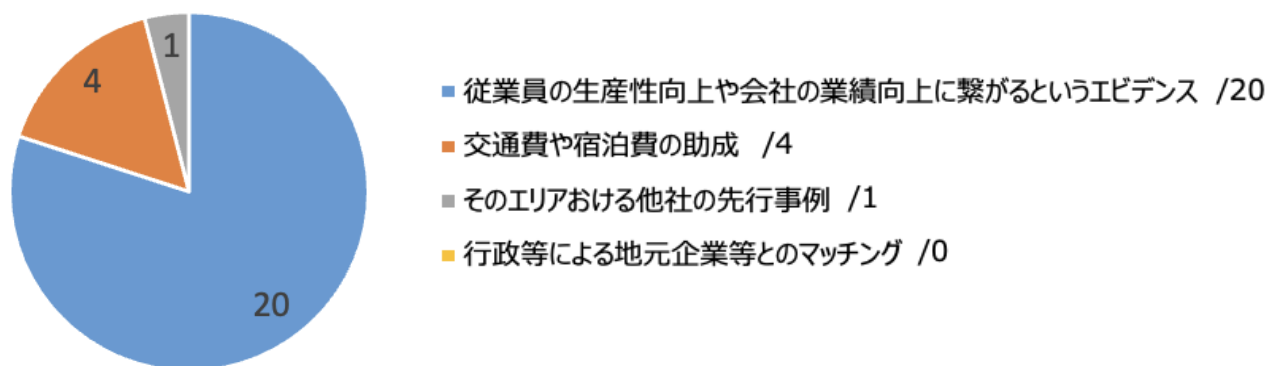 1
4
20
従業員の生産性向上や会社の業績向上に繋がるというエビデンス /20
交通費や宿泊費の助成 /4
そのエリアおける他社の先行事例 /1
行政等による地元企業等とのマッチング /0